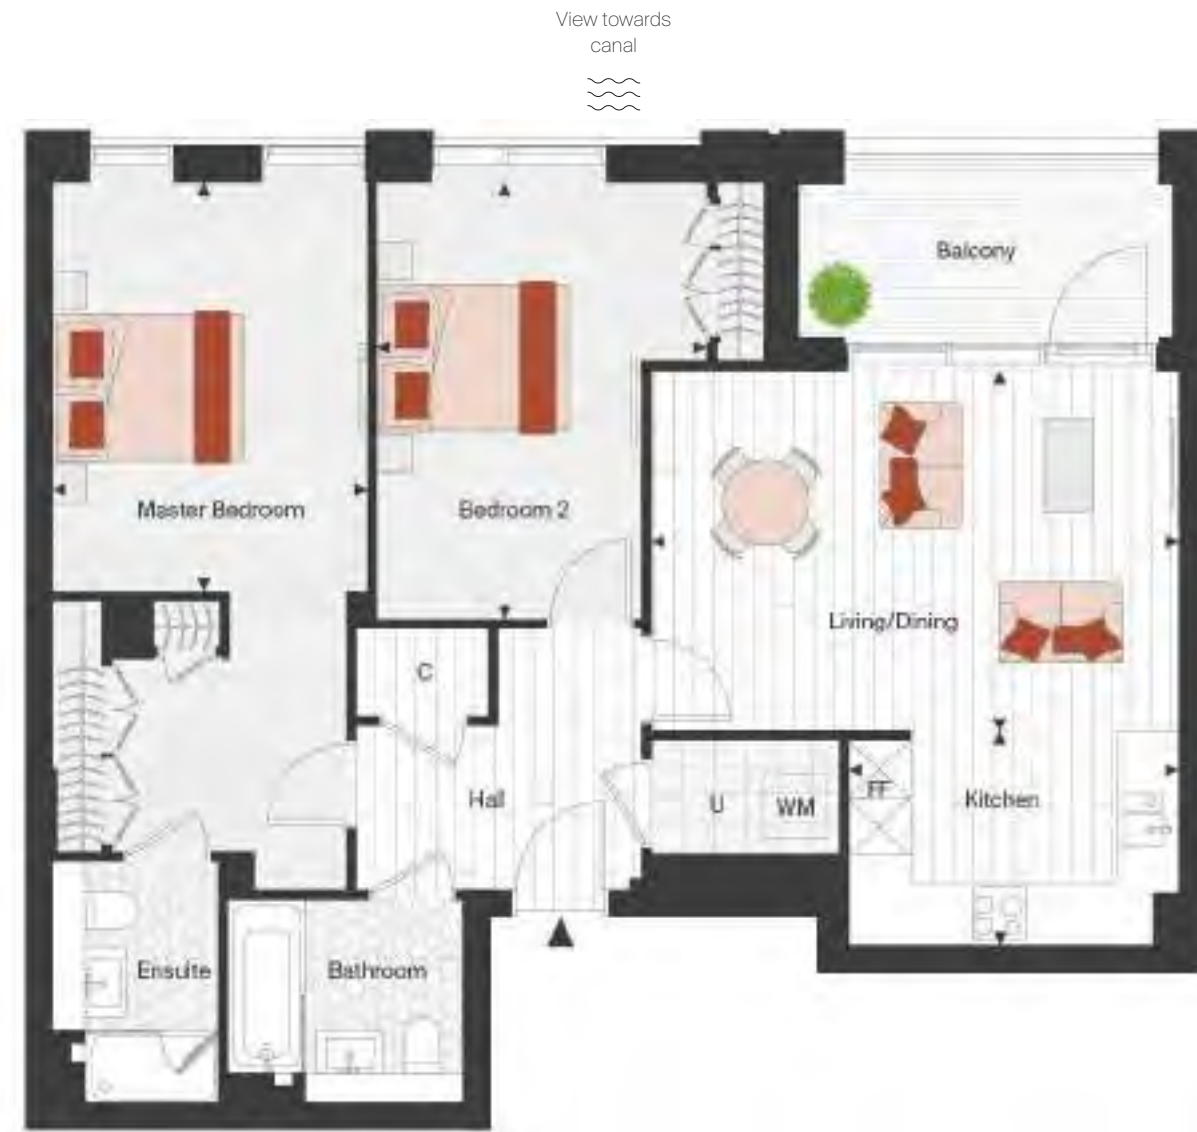 View towards
canal
Balcony
Master Bedroom
Bedroom 2
Living/Dining
C
Hall
U
WM
FF
Kitchen
Ensuite
Bathroom